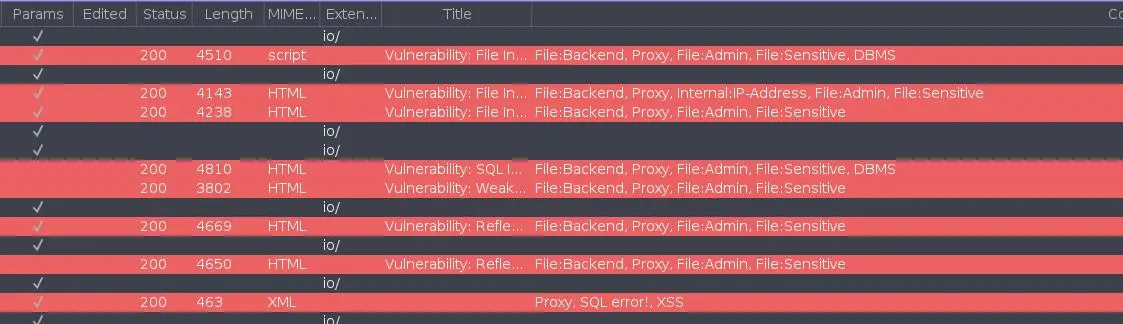 Params Edited Status Length MIME... Exten... Title Co
✓ io/
✓ 200 4510 script Vulnerability: File In... File:Backend, Proxy, File:Admin, File:Sensitive, DBMS
✓ io/
✓ 200 4143 HTML Vulnerability: File In... File:Backend, Proxy, Internal:IP-Address, File:Admin, File:Sensitive
✓ 200 4238 HTML Vulnerability: File In... File:Backend, Proxy, File:Admin, File:Sensitive
✓ io/
✓ io/
200 4810 HTML Vulnerability: SQL I... File:Backend, Proxy, File:Admin, File:Sensitive, DBMS
200 3802 HTML Vulnerability: Weak... File:Backend, Proxy, File:Admin, File:Sensitive
✓ io/
✓ 200 4669 HTML Vulnerability: Refle... File:Backend, Proxy, File:Admin, File:Sensitive
✓ io/
200 4650 HTML Vulnerability: Refle... File:Backend, Proxy, File:Admin, File:Sensitive
✓ io/
✓ 200 463 XML Proxy, SQL error!, XSS
✓ io/